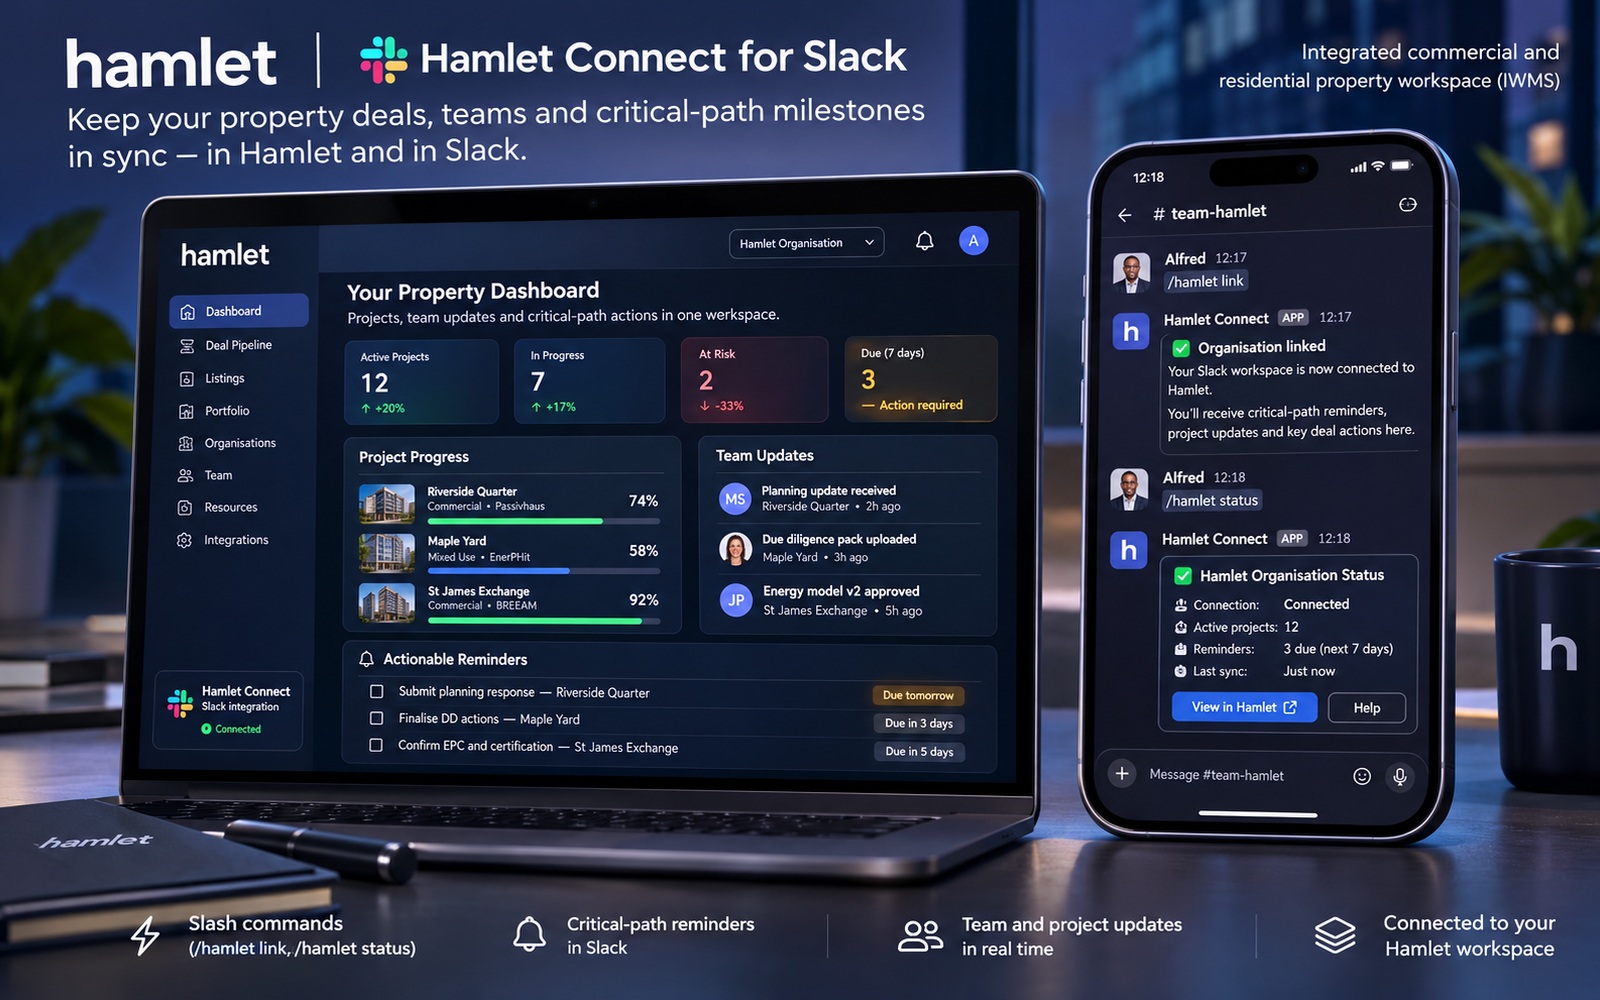 hamlet
Hamlet Connect for Slack
Keep your property deals, teams and critical-path milestones
in sync — in Hamlet and in Slack.
Integrated commercial and
residential property workspace (IWMS)
hamlet
Hamlet Organisation
A
Dashboard
Deal Pipeline
Listings
Portfolio
Organisations
Team
Resources
Integrations
Hamlet Connect
Slack integration
Connected
Your Property Dashboard
Projects, team updates and critical-path actions in one werkspace.
Active Projects
12
↑ +20%
In Progress
7
↑ +17%
At Risk
2
↓ -33%
Due (7 days)
3
— Action required
Project Progress
Riverside Quarter
Commercial • Passivhaus
74%
Maple Yard
Mixed Use • EnerPHit
58%
St James Exchange
Commercial • BREEAM
92%
Team Updates
MS
Planning update received
Riverside Quarter • 2h ago
Due diligence pack uploaded
Maple Yard • 3h ago
JP
Energy model v2 approved
St James Exchange • 5h ago
Actionable Reminders
Submit planning response — Riverside Quarter
Due tomorrow
Finalise DD actions — Maple Yard
Due in 3 days
Confirm EPC and certification — St James Exchange
Due in 5 days
12:18
# team-hamlet
Alfred 12:17
/hamlet link
h
Hamlet Connect APP 12:17
Organisation linked
Your Slack workspace is now connected to
Hamlet.
You'll receive critical-path reminders,
project updates and key deal actions here.
Alfred 12:18
/hamlet status
h
Hamlet Connect APP 12:18
Hamlet Organisation Status
Connection: Connected
Active projects: 12
Reminders: 3 due (next 7 days)
Last sync: Just now
View in Hamlet
Help
Message #team-hamlet
h
hamlet
Slash commands
(/hamlet link, /hamlet status)
Critical-path reminders
in Slack
Team and project updates
in real time
Connected to your
Hamlet workspace